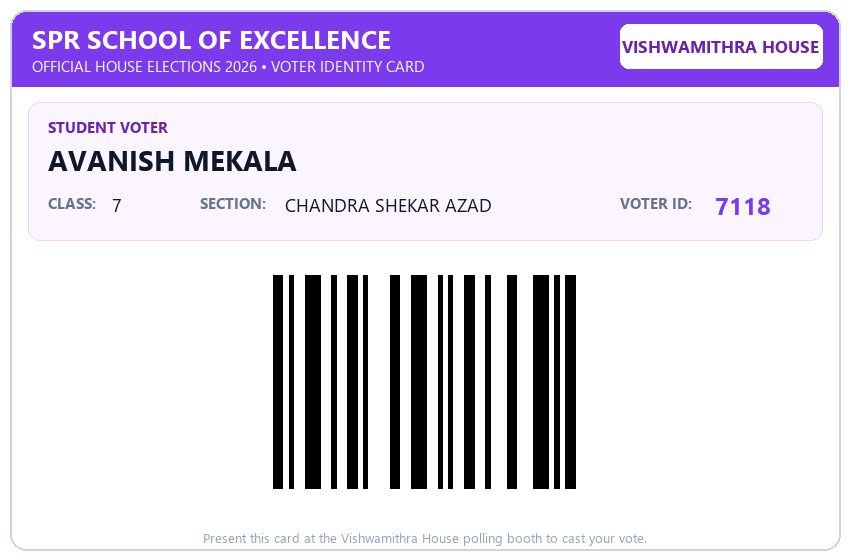 SPR SCHOOL OF EXCELLENCE
OFFICIAL HOUSE ELECTIONS 2026 • VOTER IDENTITY CARD
VISHWAMITHRA HOUSE
STUDENT VOTER
AVANISH MEKALA
CLASS: 7 SECTION: CHANDRA SHEKAR AZAD VOTER ID: 7118
Present this card at the Vishwamithra House polling booth to cast your vote.